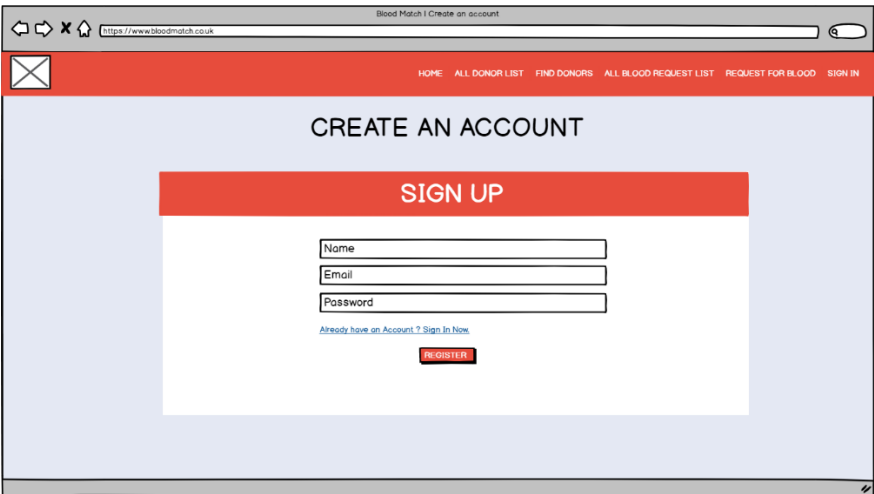 Blood Match | Create an account
https://www.bloodmatch.co.uk
HOME ALL DONOR LIST FIND DONORS ALL BLOOD REQUEST LIST REQUEST FOR BLOOD SIGN IN
CREATE AN ACCOUNT
SIGN UP
Name
Email
Password
Already have an Account ? Sign In Now.
REGISTER